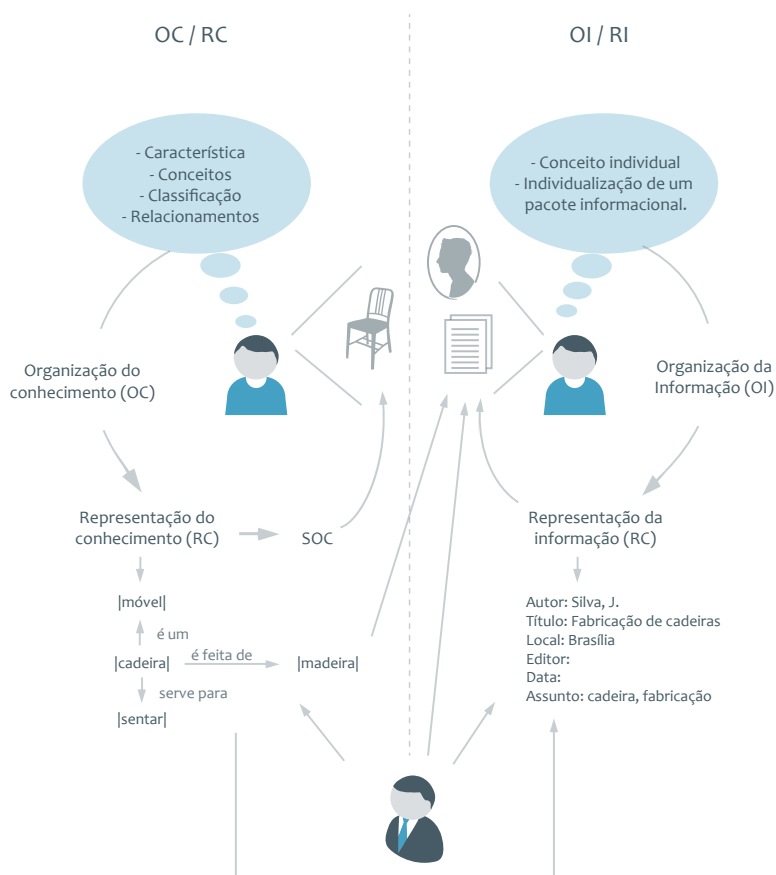 OC / RC
OI / RI
- Característica
- Conceitos
- Classificação
- Relacionamentos
- Conceito individual
- Individualização de um
pacote informacional.
Organização do
conhecimento (OC)
Organização da
Informação (OI)
Representação do
conhecimento (RC)
SOC
Representação da
informação (RC)
|móvel|
é um
|cadeira|
é feita de
|madeira|
serve para
|sentar|
Autor: Silva, J.
Título: Fabricação de cadeiras
Local: Brasília
Editor:
Data:
Assunto: cadeira, fabricação